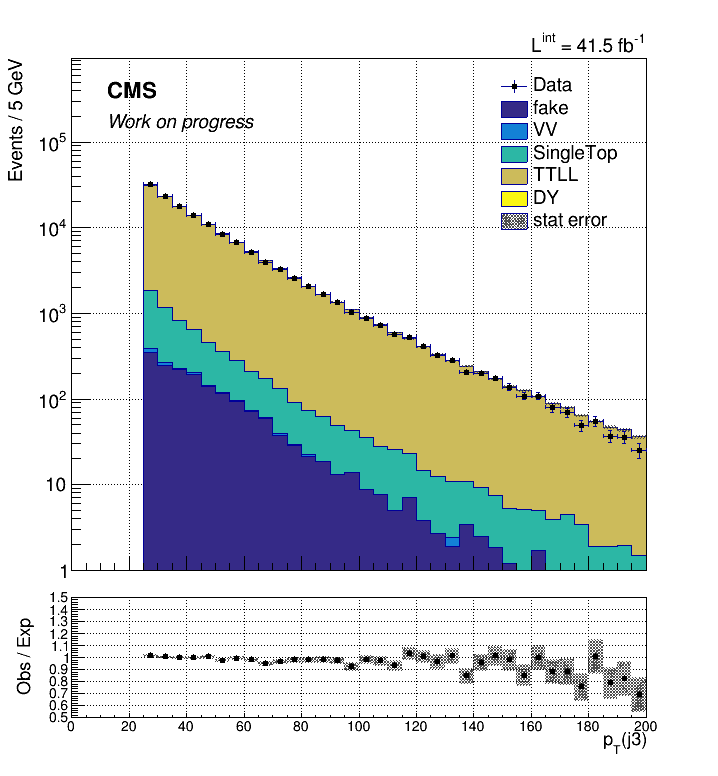 L^int = 41.5 fb^-1
Events / 5 GeV
CMS
Work on progress
Data
fake
VV
SingleTop
TTLL
DY
stat error
10^5
10^4
10^3
10^2
10
1
Obs / Exp
1.5
1.4
1.3
1.2
1.1
1
0.9
0.8
0.7
0.6
0.5
0 20 40 60 80 100 120 140 160 180 200
p_T(j3)